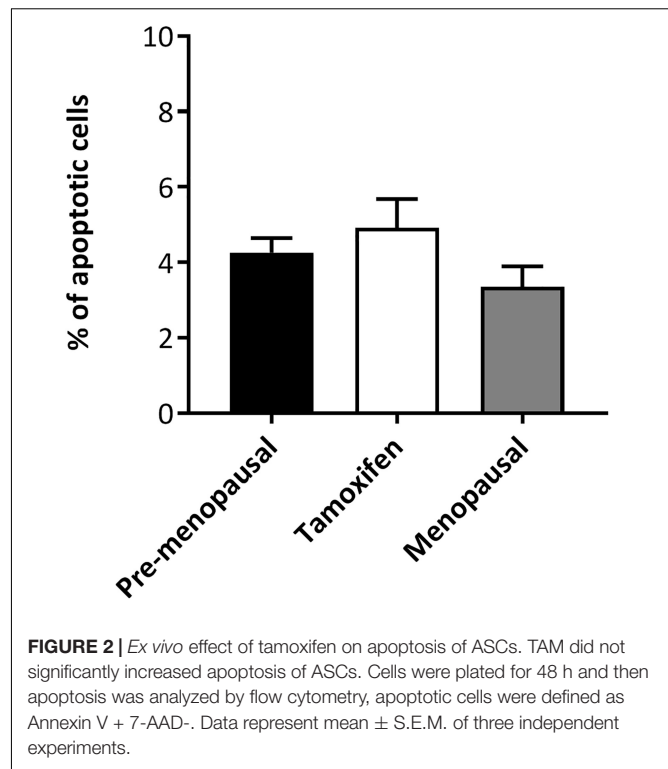 10
8
6
4
2
0
% of apoptotic cells
Pre-menopausal
Tamoxifen
Menopausal
FIGURE 2 | Ex vivo effect of tamoxifen on apoptosis of ASCs. TAM did not
significantly increased apoptosis of ASCs. Cells were plated for 48 h and then
apoptosis was analyzed by flow cytometry, apoptotic cells were defined as
Annexin V + 7-AAD-. Data represent mean ± S.E.M. of three independent
experiments.